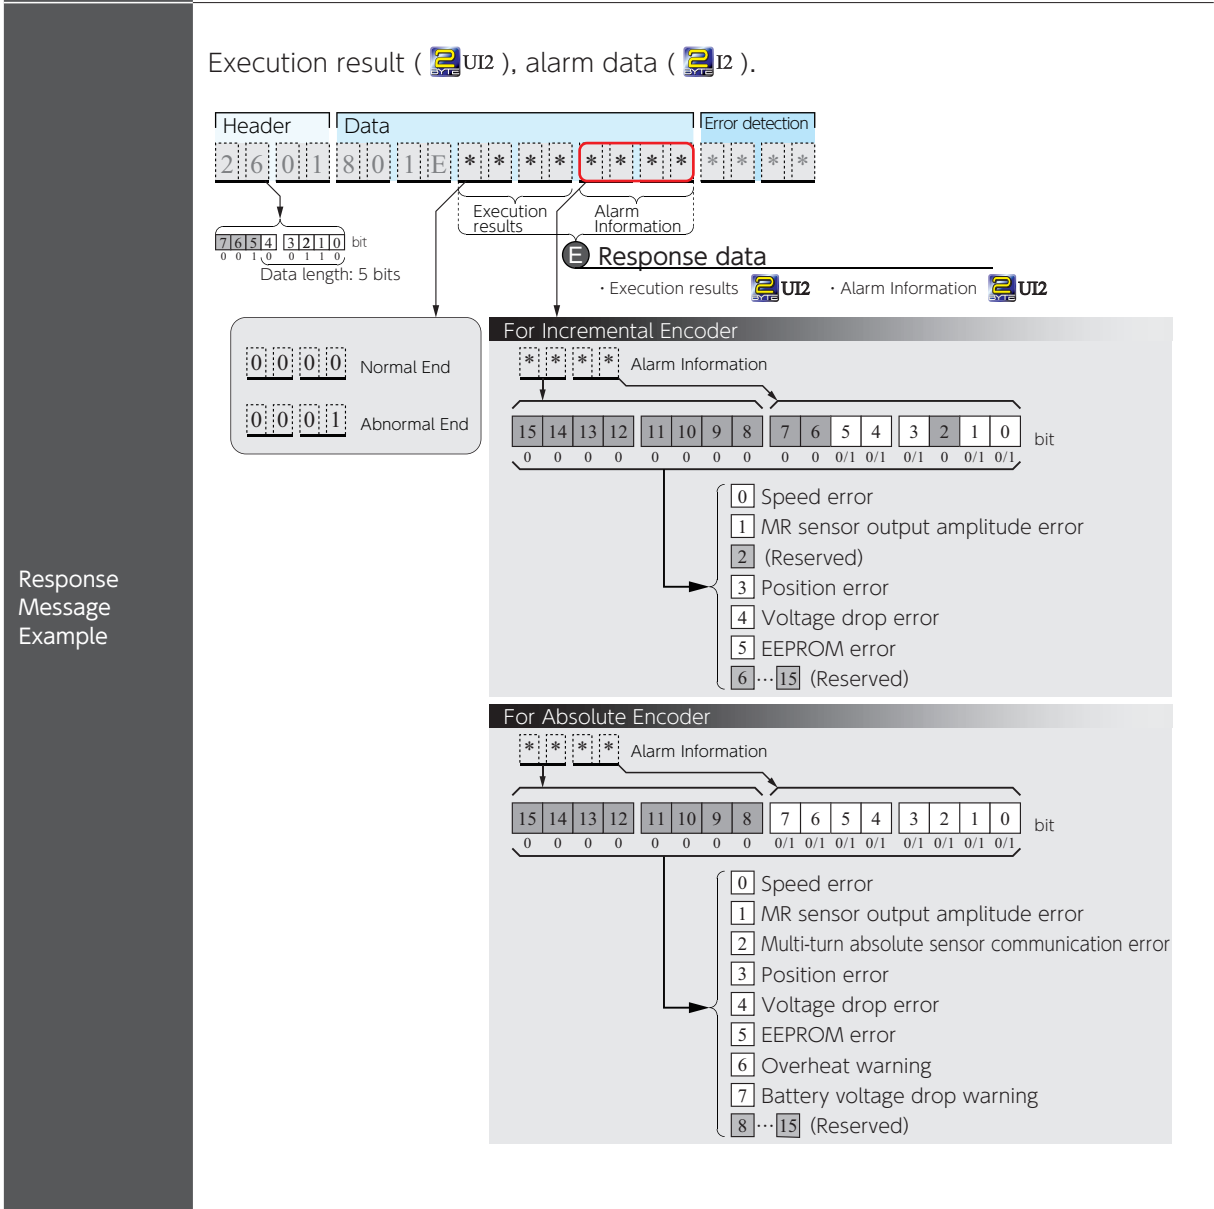 Execution result ( 2 BYTE UI2 ), alarm data ( 2 BYTE I2 ).
Header Data Error detection
2 6 0 1 8 0 1 E * * * * * * * * * * * *
Execution results
Alarm Information
7 6 5 4 3 2 1 0 bit
0 0 1 0 0 1 1 0
Data length: 5 bits
E Response data
・Execution results 2 BYTE UI2 ・Alarm Information 2 BYTE UI2
0 0 0 0 Normal End
0 0 0 1 Abnormal End
For Incremental Encoder
* * * * Alarm Information
15 14 13 12 11 10 9 8 7 6 5 4 3 2 1 0 bit
0 0 0 0 0 0 0 0 0 0 0/1 0/1 0/1 0 0/1 0/1
0 Speed error
1 MR sensor output amplitude error
2 (Reserved)
3 Position error
4 Voltage drop error
5 EEPROM error
6 … 15 (Reserved)
Response
Message
Example
For Absolute Encoder
* * * * Alarm Information
15 14 13 12 11 10 9 8 7 6 5 4 3 2 1 0 bit
0 0 0 0 0 0 0 0 0/1 0/1 0/1 0/1 0/1 0/1 0/1 0/1
0 Speed error
1 MR sensor output amplitude error
2 Multi-turn absolute sensor communication error
3 Position error
4 Voltage drop error
5 EEPROM error
6 Overheat warning
7 Battery voltage drop warning
8 … 15 (Reserved)